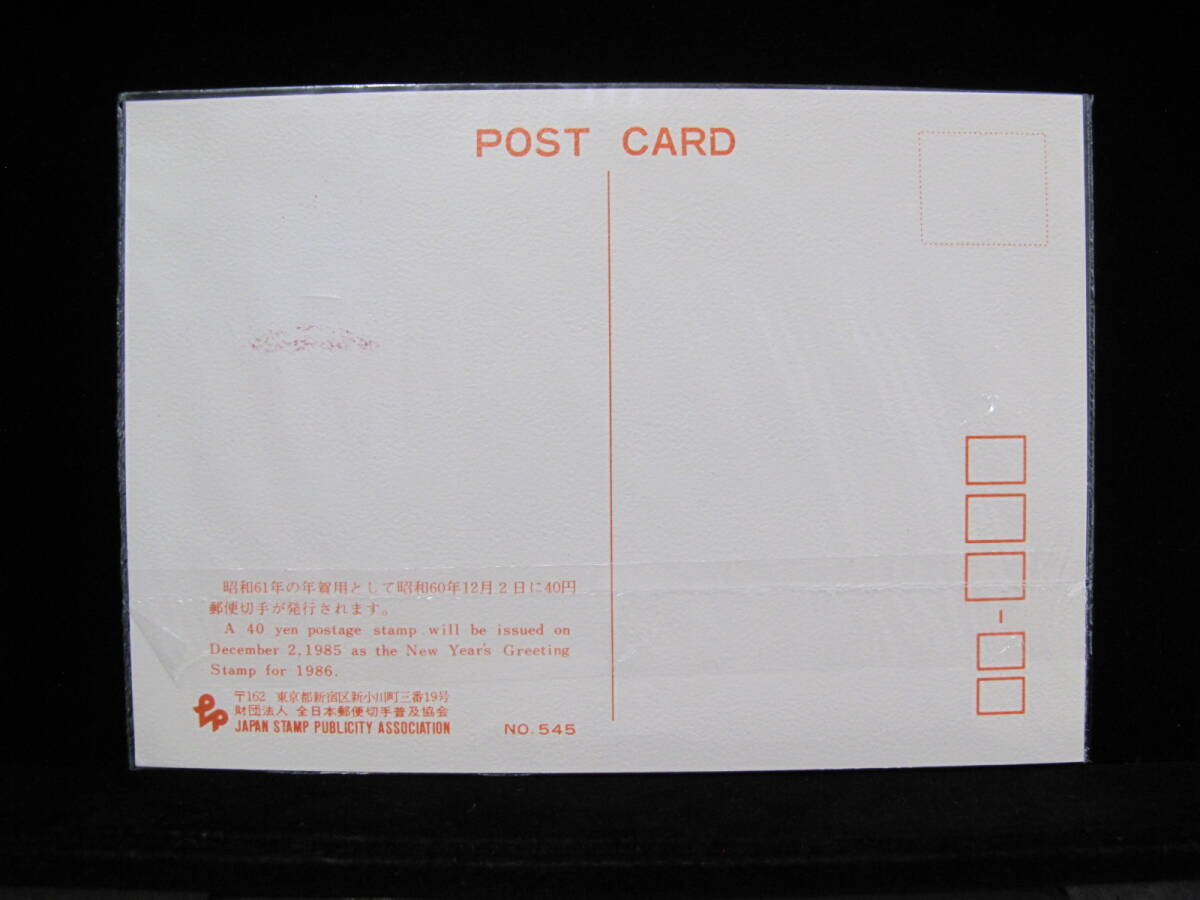 POST CARD
昭和61年の年賀用として昭和60年12月2日に40円
郵便切手が発行されます。
A 40 yen postage stamp will be issued on
December 2, 1985 as the New Year's Greeting
Stamp for 1986.
〒162 東京都新宿区新小川町三番19号
財団法人 全日本郵便切手普及協会
JAPAN STAMP PUBLICITY ASSOCIATION
NO. 545